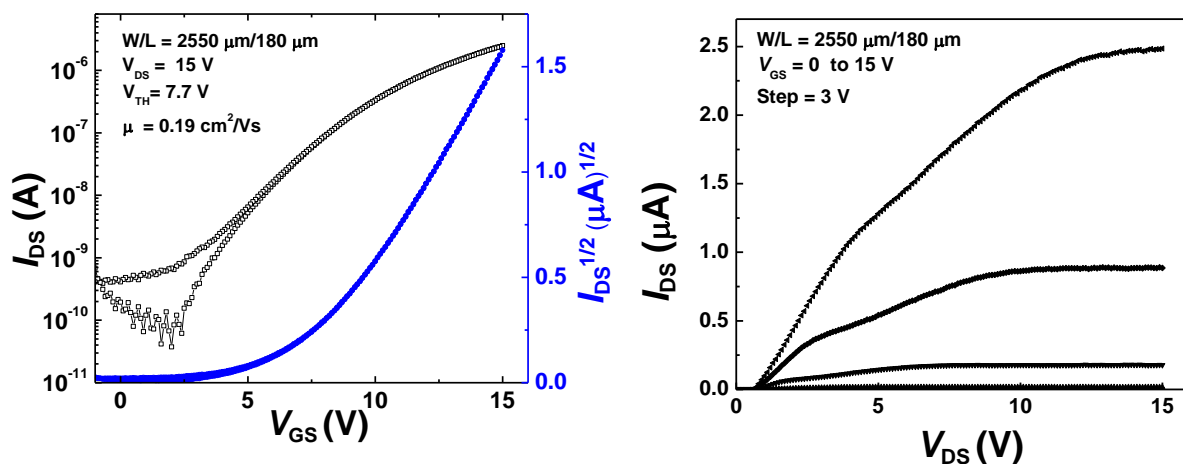 W/L = 2550 μm/180 μm
V_DS = 15 V
V_TH= 7.7 V
μ = 0.19 cm²/Vs
10⁻⁶
10⁻⁷
10⁻⁸
10⁻⁹
10⁻¹⁰
10⁻¹¹
I_DS (A)
0
5
10
15
V_GS (V)
1.5
1.0
0.5
0.0
I_DS^1/2 (μA)^1/2
W/L = 2550 μm/180 μm
V_GS =0 to 15 V
Step = 3 V
2.5
2.0
1.5
1.0
0.5
0.0
I_DS (μA)
0
5
10
15
V_DS (V)